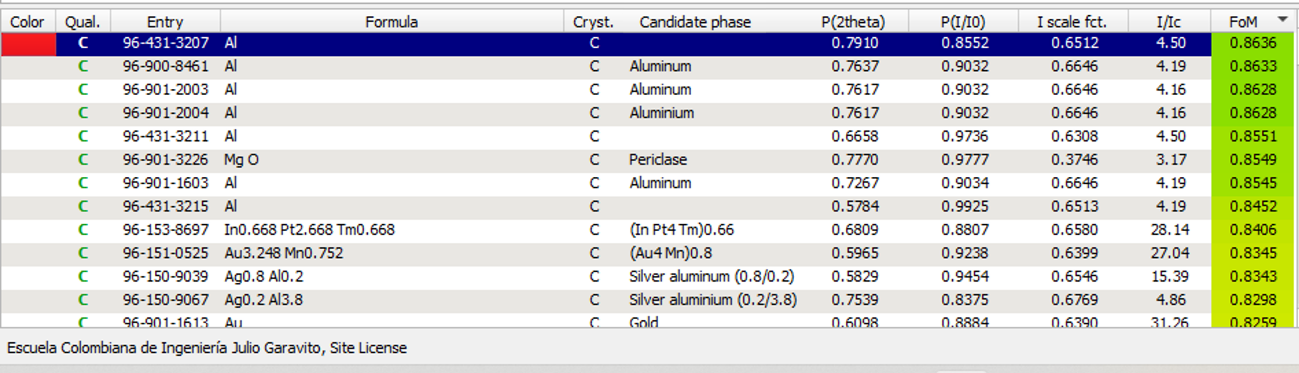 Color Qual. Entry Formula Cryst. Candidate phase P(2theta) P(I/I0) I scale fct. I/Ic FoM
C 96-431-3207 Al C 0.7910 0.8552 0.6512 4.50 0.8636
C 96-900-8461 Al C Aluminum 0.7637 0.9032 0.6646 4.19 0.8633
C 96-901-2003 Al C Aluminum 0.7617 0.9032 0.6646 4.16 0.8628
C 96-901-2004 Al C Aluminium 0.7617 0.9032 0.6646 4.16 0.8628
C 96-431-3211 Al C 0.6658 0.9736 0.6308 4.50 0.8551
C 96-901-3226 Mg O C Periclase 0.7770 0.9777 0.3746 3.17 0.8549
C 96-901-1603 Al C Aluminum 0.7267 0.9034 0.6646 4.19 0.8545
C 96-431-3215 Al C 0.5784 0.9925 0.6513 4.19 0.8452
C 96-153-8697 In0.668 Pt2.668 Tm0.668 C (In Pt4 Tm)0.66 0.6809 0.8807 0.6580 28.14 0.8406
C 96-151-0525 Au3.248 Mn0.752 C (Au4 Mn)0.8 0.5965 0.9238 0.6399 27.04 0.8345
C 96-150-9039 Ag0.8 Al0.2 C Silver aluminum (0.8/0.2) 0.5829 0.9454 0.6546 15.39 0.8343
C 96-150-9067 Ag0.2 Al3.8 C Silver aluminium (0.2/3.8) 0.7539 0.8375 0.6769 4.86 0.8298
C 96-901-1613 Au C Gold 0.6098 0.8884 0.6390 31.26 0.8259
Escuela Colombiana de Ingeniería Julio Garavito, Site License